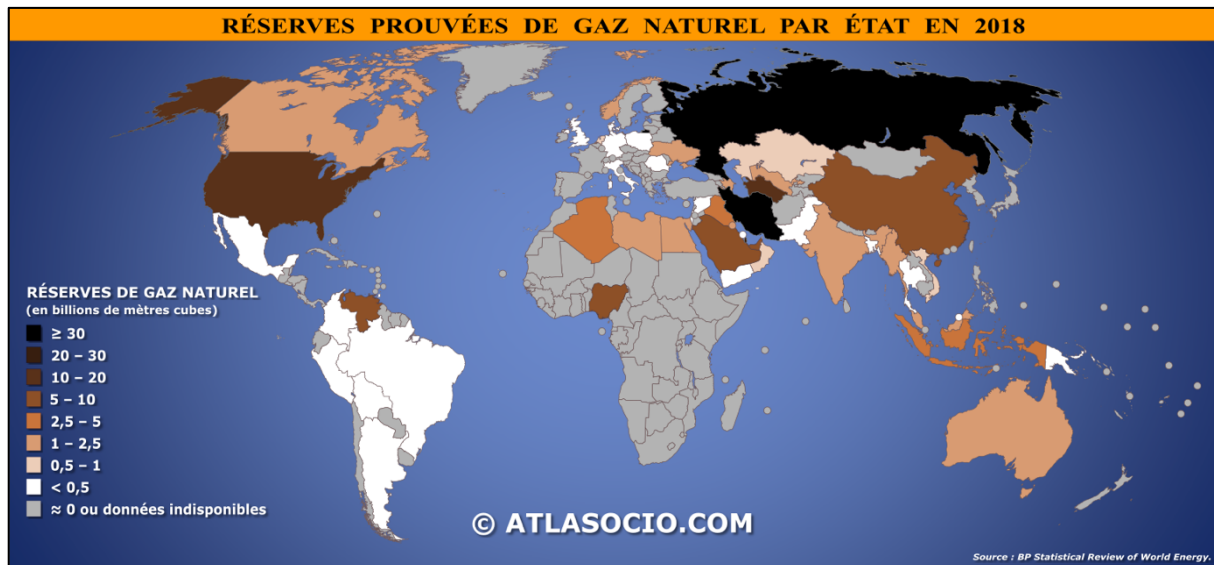 RÉSERVES PROUVÉES DE GAZ NATUREL PAR ÉTAT EN 2018
RÉSERVES DE GAZ NATUREL
(en billions de mètres cubes)
≥ 30
20 – 30
10 – 20
5 – 10
2,5 – 5
1 – 2,5
0,5 – 1
< 0,5
≈ 0 ou données indisponibles
© ATLASOCIO.COM
Source : BP Statistical Review of World Energy.